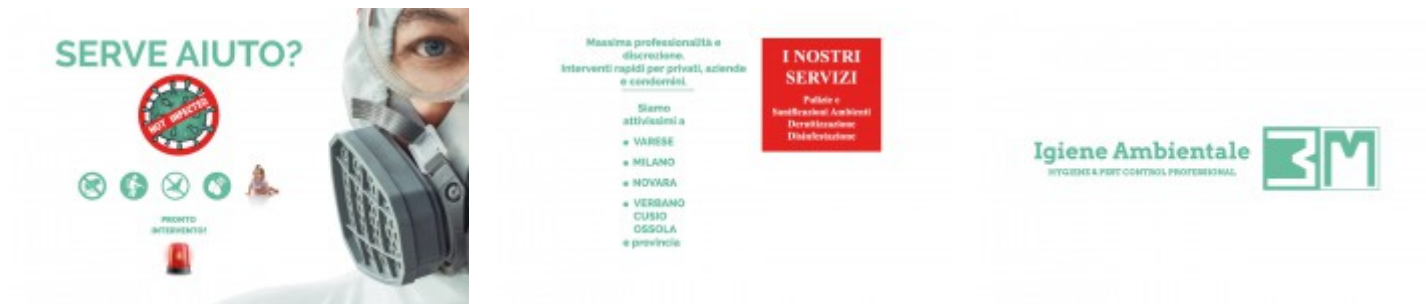 SERVE AIUTO?
NOT INFECTED
PRONTO
INTERVENTO!
Massima professionalità e
discrezione.
Interventi rapidi per privati, aziende
e condomini.
Siamo
attivissimi a
VARESE
MILANO
NOVARA
VERBANO
CUSIO
OSSOLA
e provincia
I NOSTRI
SERVIZI
Pulizie e
Sanificazioni Ambienti
Derattizzazione
Disinfestazione
Igiene Ambientale
HYGIENE & PEST CONTROL PROFESSIONAL
3M